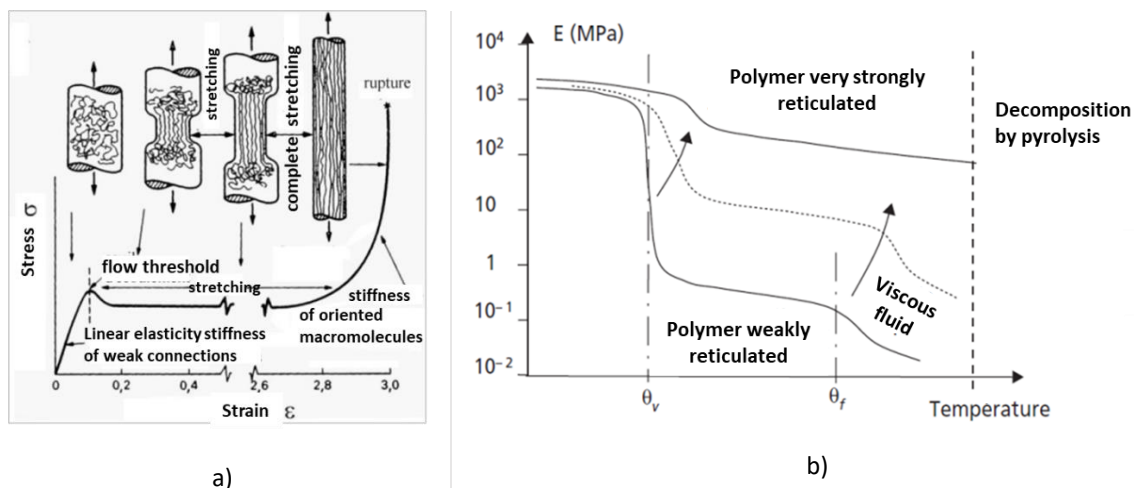 stretching
complete stretching
rupture
Stress σ
flow threshold
stretching
stiffness
of oriented
macromolecules
Linear elasticity stiffness
of weak connections
0
0,2
0,4
2,6
2,8
3,0
Strain ε
a)
E (MPa)
10⁴
10³
10²
10
1
10⁻¹
10⁻²
Polymer very strongly
reticulated
Decomposition
by pyrolysis
Viscous
fluid
Polymer weakly
reticulated
θᵥ
θf
Temperature
b)